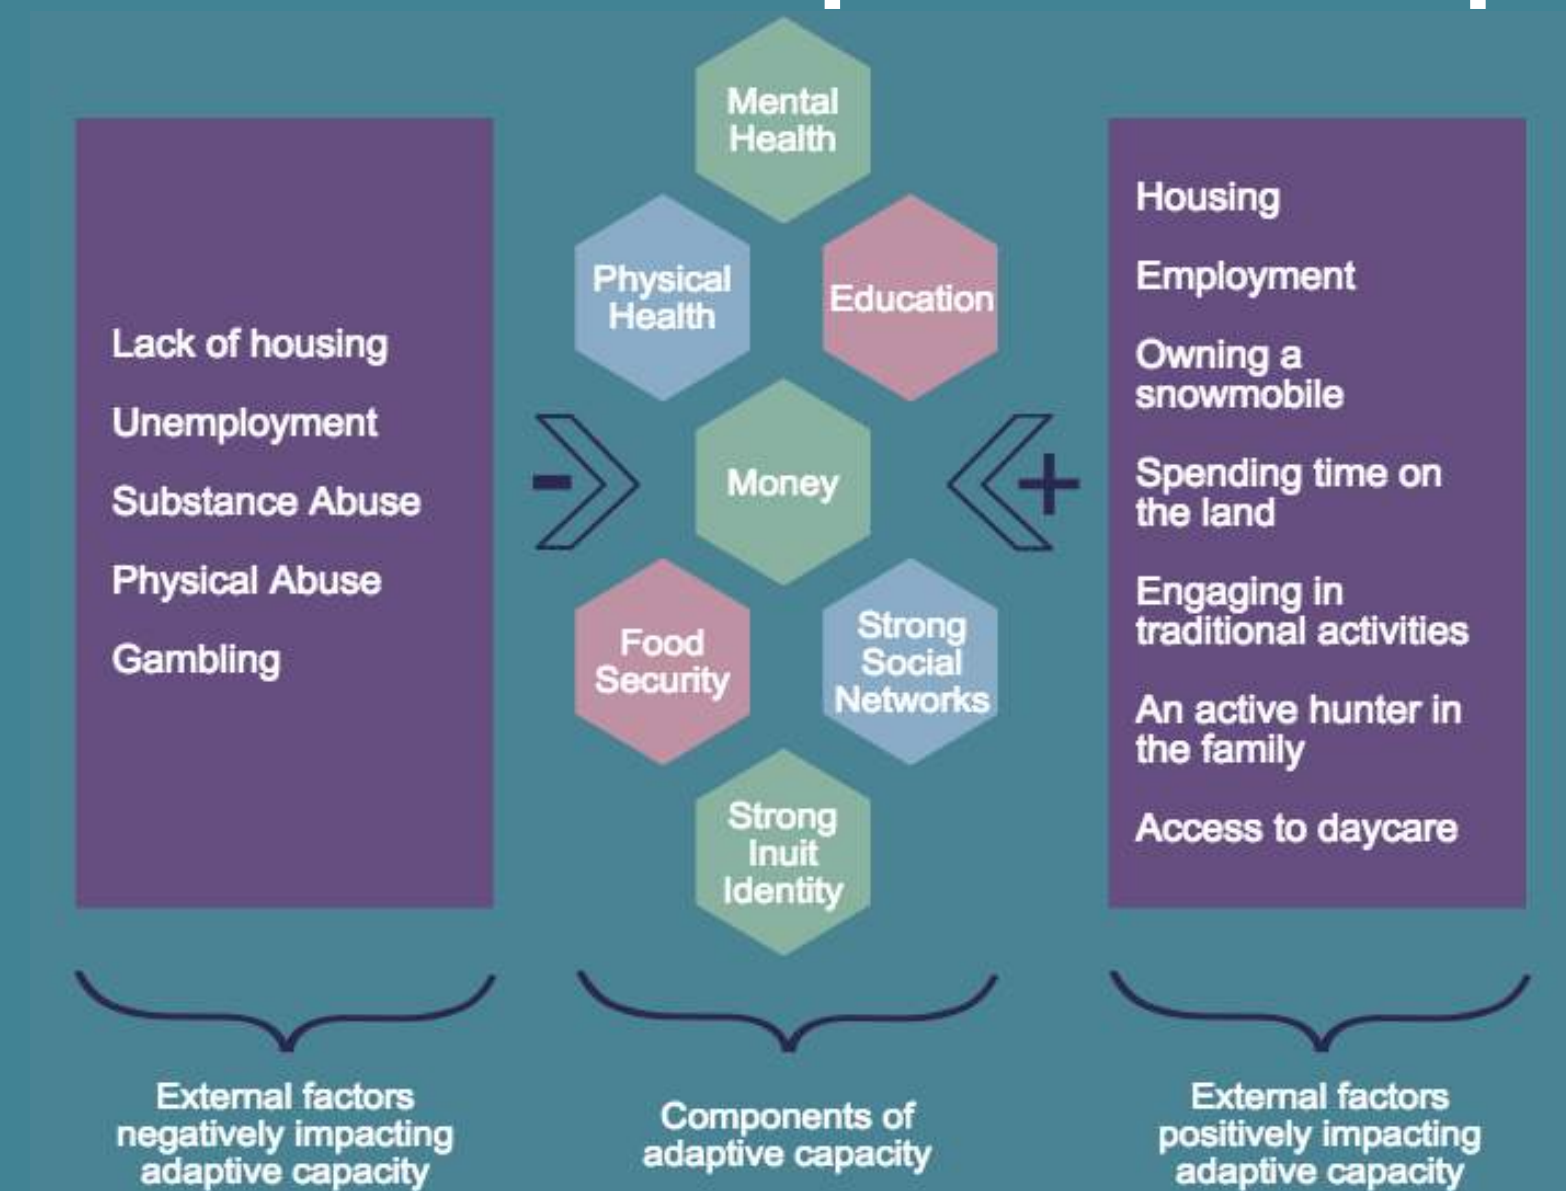 Lack of housing
Unemployment
Substance Abuse
Physical Abuse
Gambling
External factors
negatively impacting
adaptive capacity
Mental
Health
Physical
Health
Education
-
Money
+
Food
Security
Strong
Social
Networks
Strong
Inuit
Identity
Components of
adaptive capacity
Housing
Employment
Owning a
snowmobile
Spending time on
the land
Engaging in
traditional activities
An active hunter in
the family
Access to daycare
External factors
positively impacting
adaptive capacity